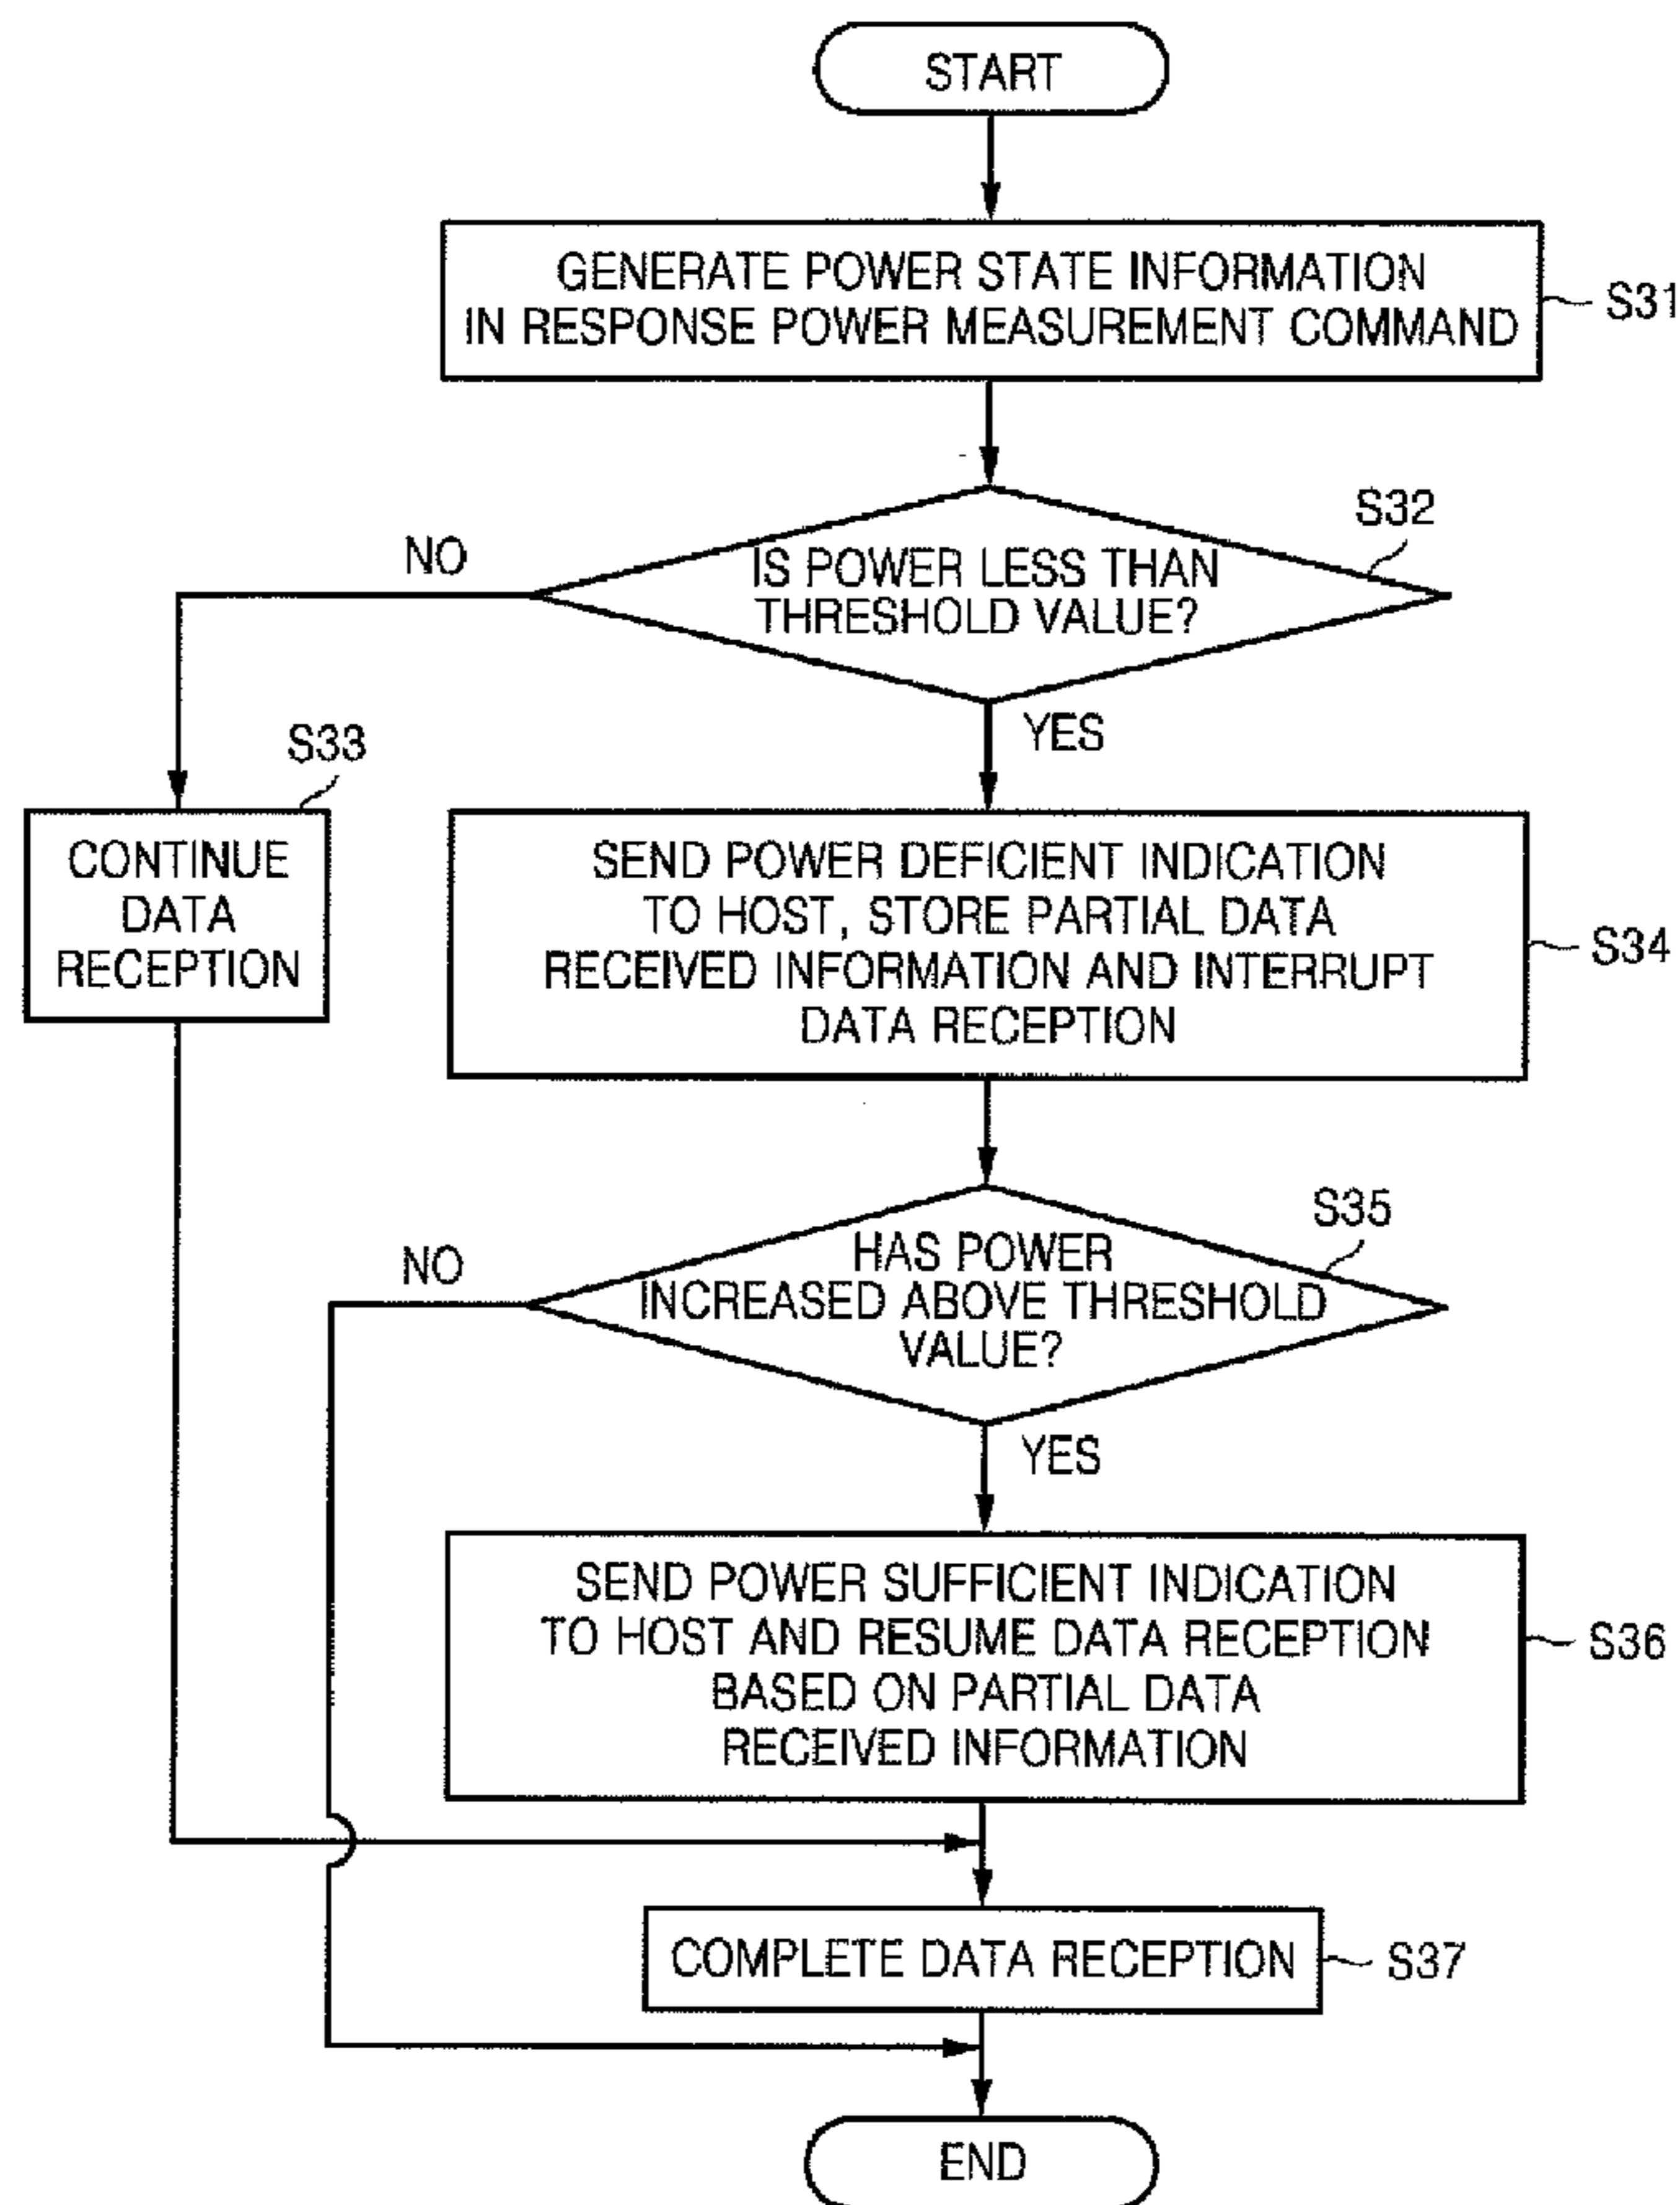 START
GENERATE POWER STATE INFORMATION
IN RESPONSE POWER MEASUREMENT COMMAND
S31
S32
IS POWER LESS THAN
THRESHOLD VALUE?
NO
YES
S33
CONTINUE
DATA
RECEPTION
SEND POWER DEFICIENT INDICATION
TO HOST, STORE PARTIAL DATA
RECEIVED INFORMATION AND INTERRUPT
DATA RECEPTION
S34
S35
HAS POWER
INCREASED ABOVE THRESHOLD
VALUE?
NO
YES
SEND POWER SUFFICIENT INDICATION
TO HOST AND RESUME DATA RECEPTION
BASED ON PARTIAL DATA
RECEIVED INFORMATION
S36
COMPLETE DATA RECEPTION
S37
END